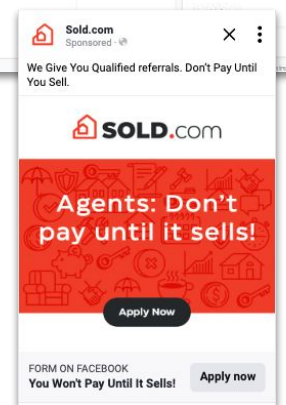 Sold.com
Sponsored ·
We Give You Qualified referrals. Don't Pay Until
You Sell.
SOLD.com
Agents: Don't
pay until it sells!
Apply Now
FORM ON FACEBOOK
You Won't Pay Until It Sells!
Apply now